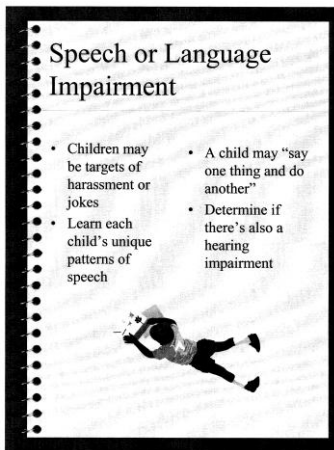 Speech or Language
Impairment
• Children may
be targets of
harassment or
jokes
• Learn each
child's unique
patterns of
speech
• A child may “say
one thing and do
another”
• Determine if
there's also a
hearing
impairment